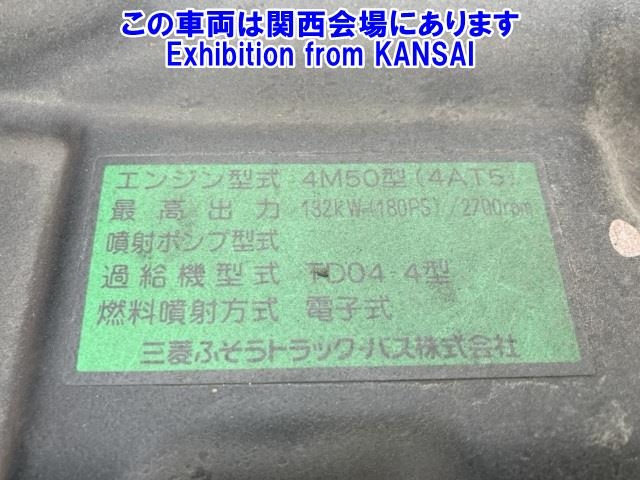 この車両は関西会場にあります
Exhibition from KANSAI
エンジン型式 4M50型(4AT5)
最高出力 132kW(180PS)/2700rpm
噴射ポンプ型式
過給機型式 TD04-4型
燃料噴射方式 電子式
三菱ふそうトラック・バス株式会社